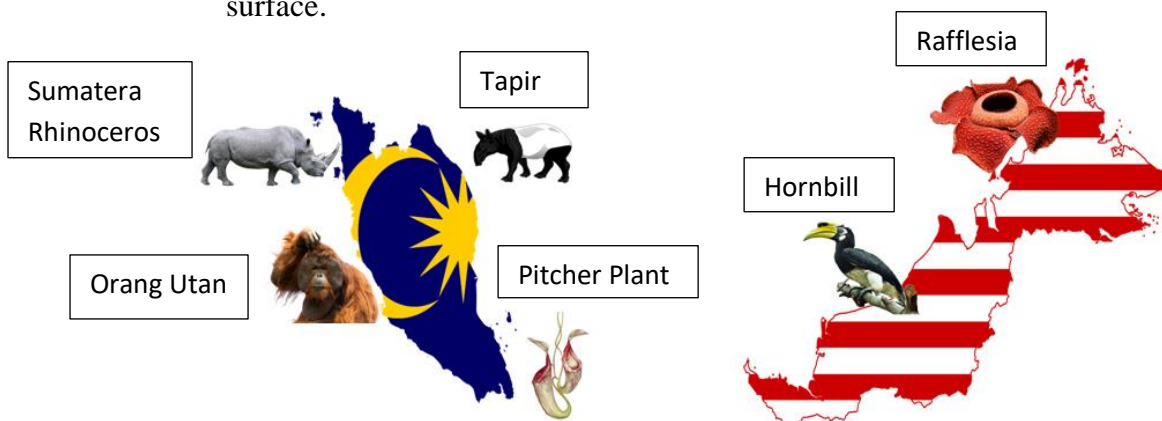 surface.
Sumatera
Rhinoceros
Tapir
Rafflesia
Hornbill
Orang Utan
Pitcher Plant